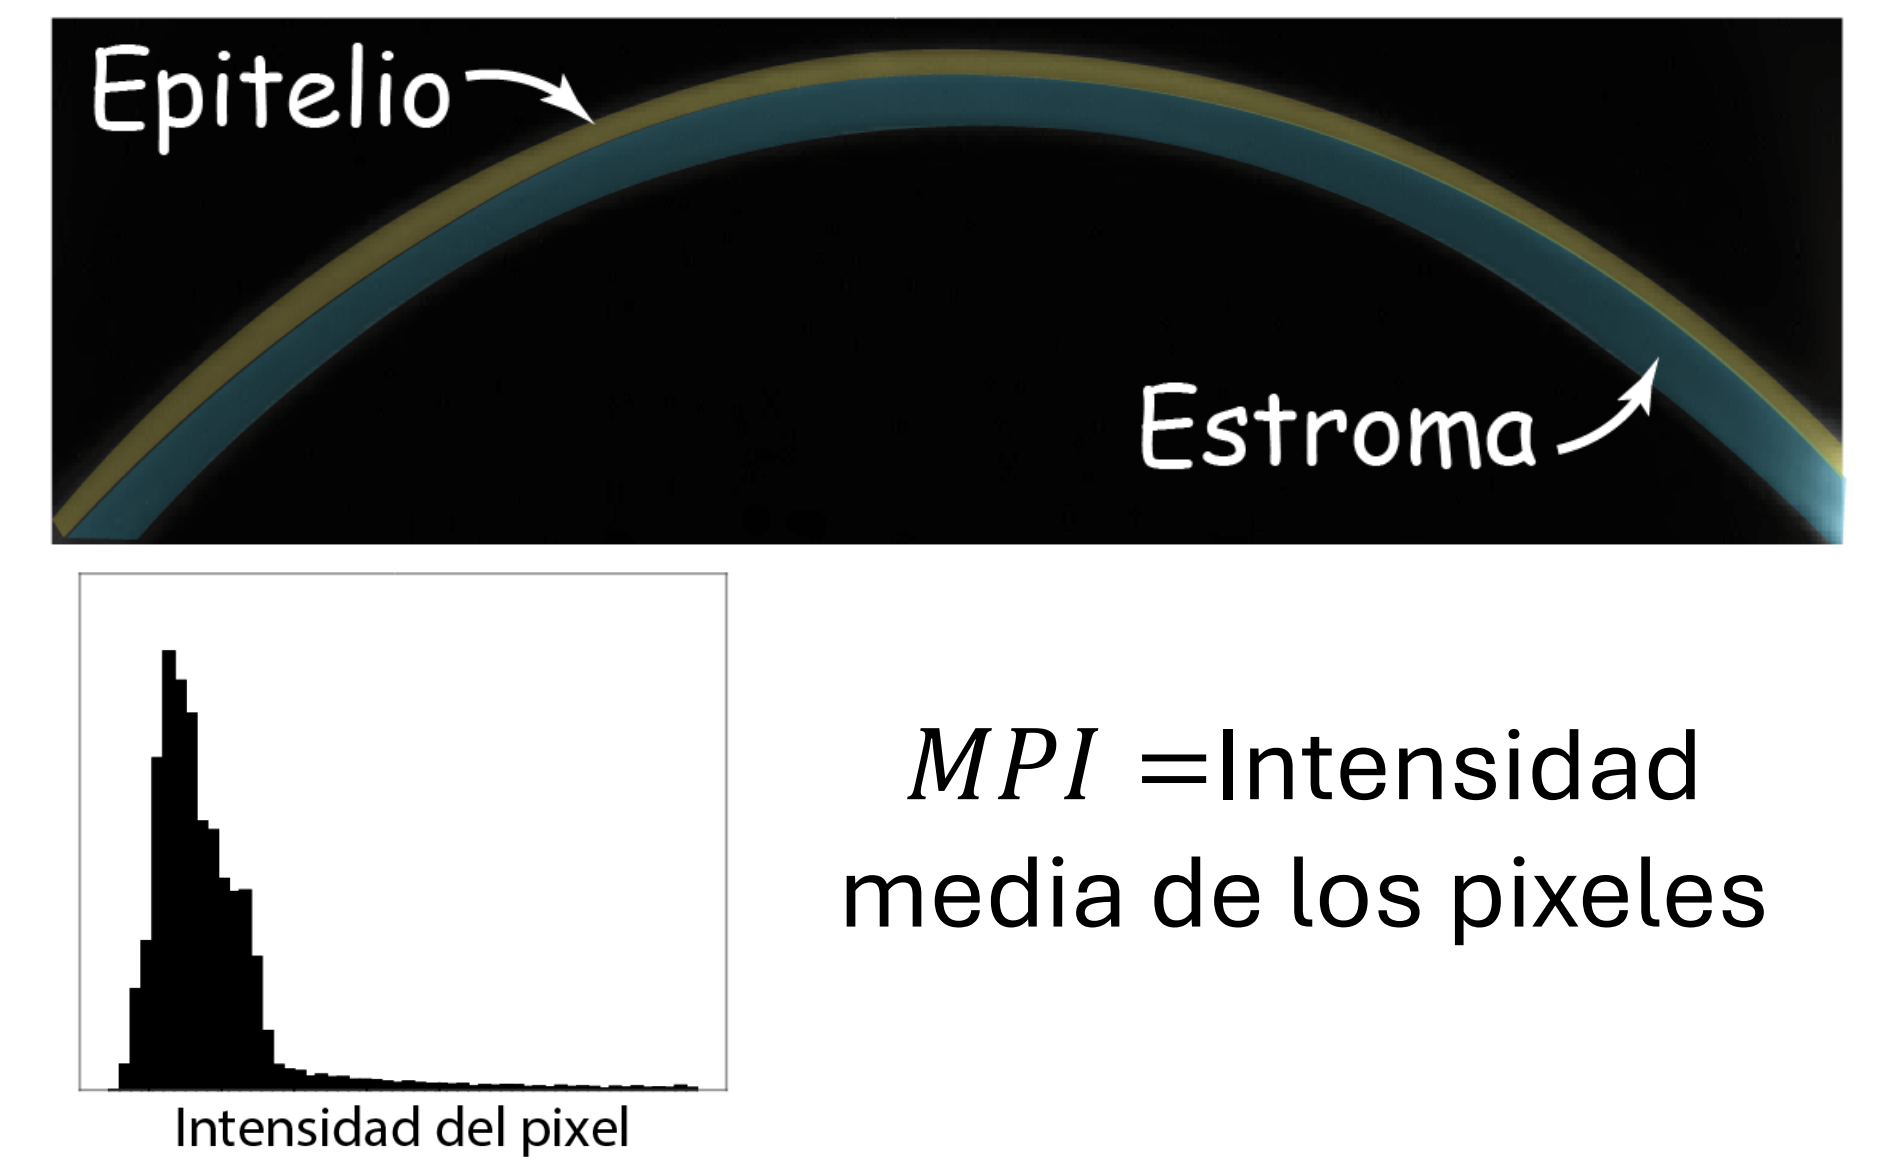 Epitelio
Estroma
Intensidad del pixel
MPI =Intensidad
media de los pixeles